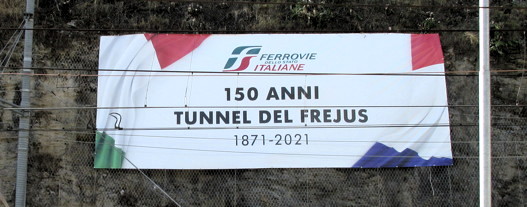 FERROVIE
DELLO STATO
ITALIANE
150 ANNI
TUNNEL DEL FREJUS
1871-2021